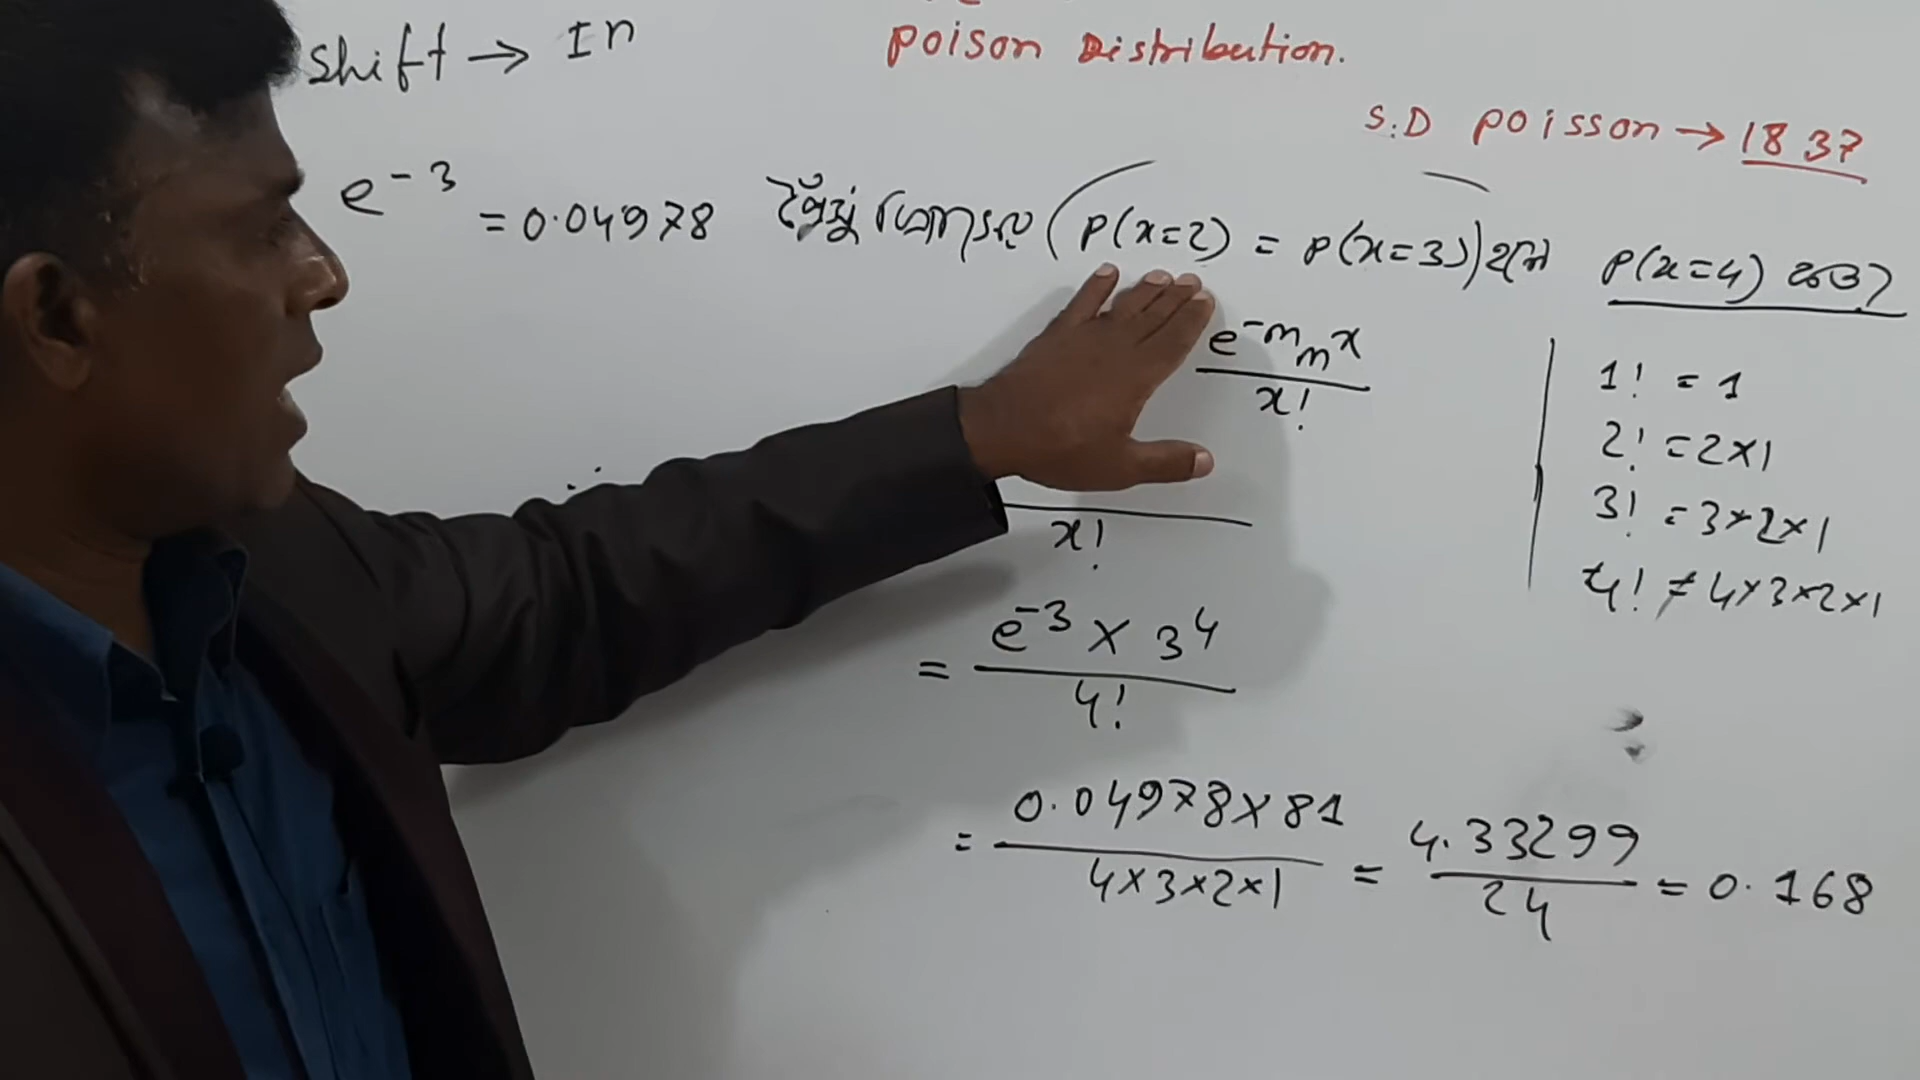 Shift → In
Poison Distribution.
S.D poisson → 1837
e⁻³ = 0.04978
(P(x=2) = P(x=3)) হলে P(x=4) কত?
e⁻ᵐmˣ / x!
1! = 1
2! = 2×1
3! = 3×2×1
4! = 4×3×2×1
x!
= e⁻³ × 3⁴ / 4!
= 0.04978×81 / 4×3×2×1 = 4.33299 / 24 = 0.168